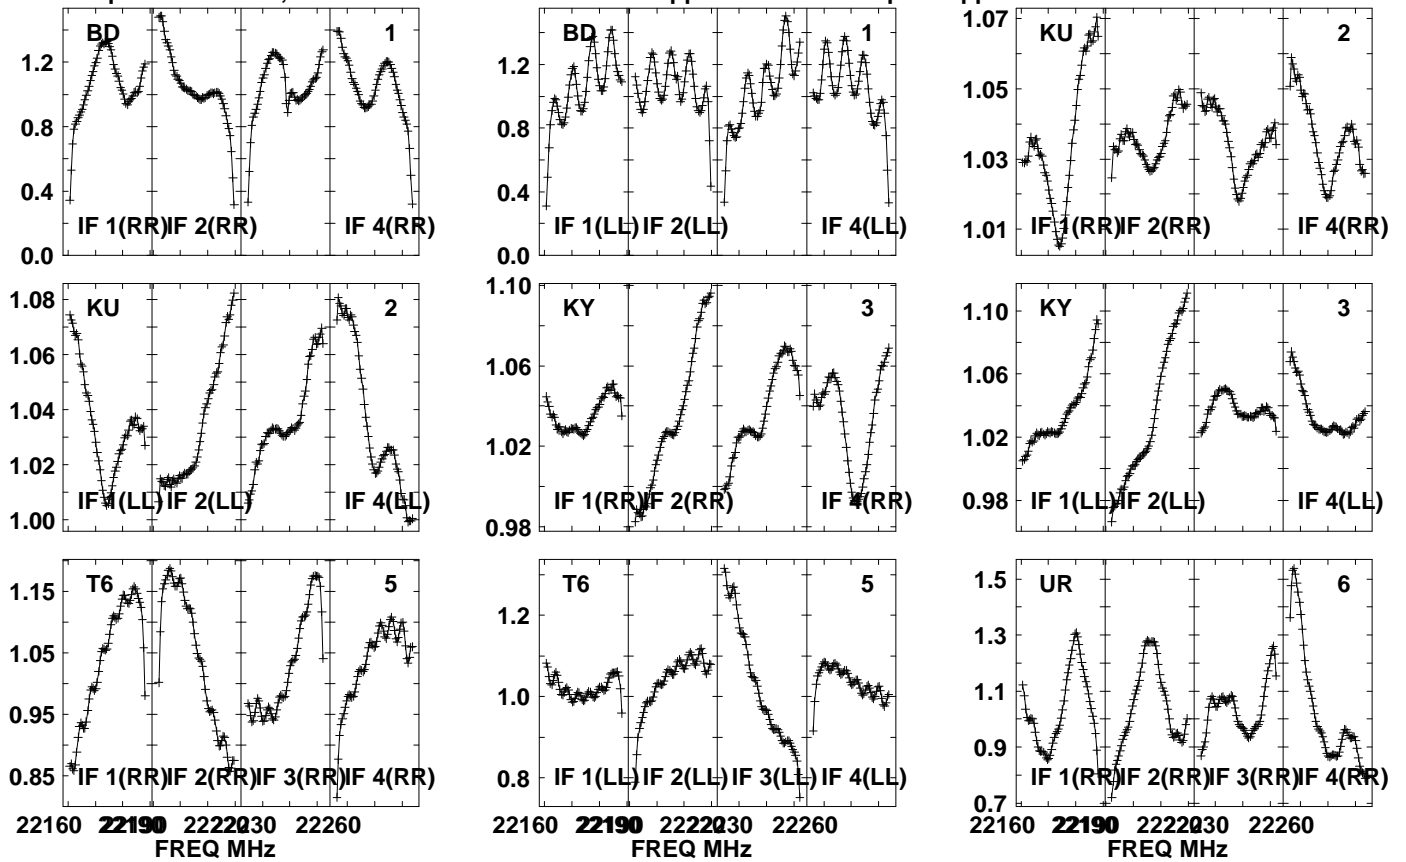 BD 1
1.2
0.8
0.4
0.0
IF 1(RR) IF 2(RR) IF 4(RR)
BD 1
1.2
0.8
0.4
0.0
IF 1(LL) IF 2(LL) IF 4(LL)
KU 2
1.07
1.05
1.03
1.01
IF 1(RR) IF 2(RR) IF 4(RR)
KU 2
1.08
1.06
1.04
1.02
1.00
IF 1(LL) IF 2(LL) IF 4(LL)
KY 3
1.10
1.06
1.02
0.98
IF 1(RR) IF 2(RR) IF 4(RR)
KY 3
1.10
1.06
1.02
0.98
IF 1(LL) IF 2(LL) IF 4(LL)
T6 5
1.15
1.05
0.95
0.85
IF 1(RR) IF 2(RR) IF 3(RR) IF 4(RR)
T6 5
1.2
1.0
0.8
IF 1(LL) IF 2(LL) IF 3(LL) IF 4(LL)
UR 6
1.5
1.3
1.1
0.9
0.7
IF 1(RR) IF 2(RR) IF 3(RR) IF 4(RR)
22160 22190 22220 22230 22260
FREQ MHz
22160 22190 22220 22230 22260
FREQ MHz
22160 22190 22220 22230 22260
FREQ MHz